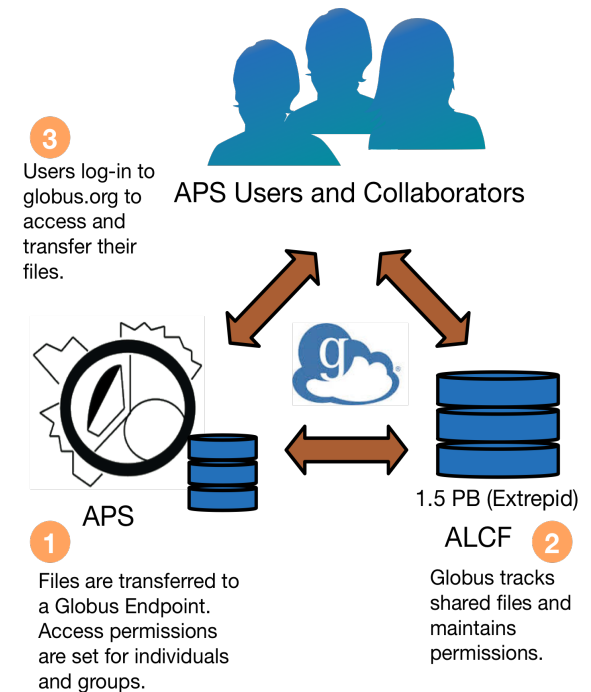 3
Users log-in to
globus.org to
access and
transfer their
files.
APS Users and Collaborators
g
®
1.5 PB (Extrepid)
APS
ALCF
1
2
Files are transferred to
a Globus Endpoint.
Access permissions
are set for individuals
and groups.
Globus tracks
shared files and
maintains
permissions.